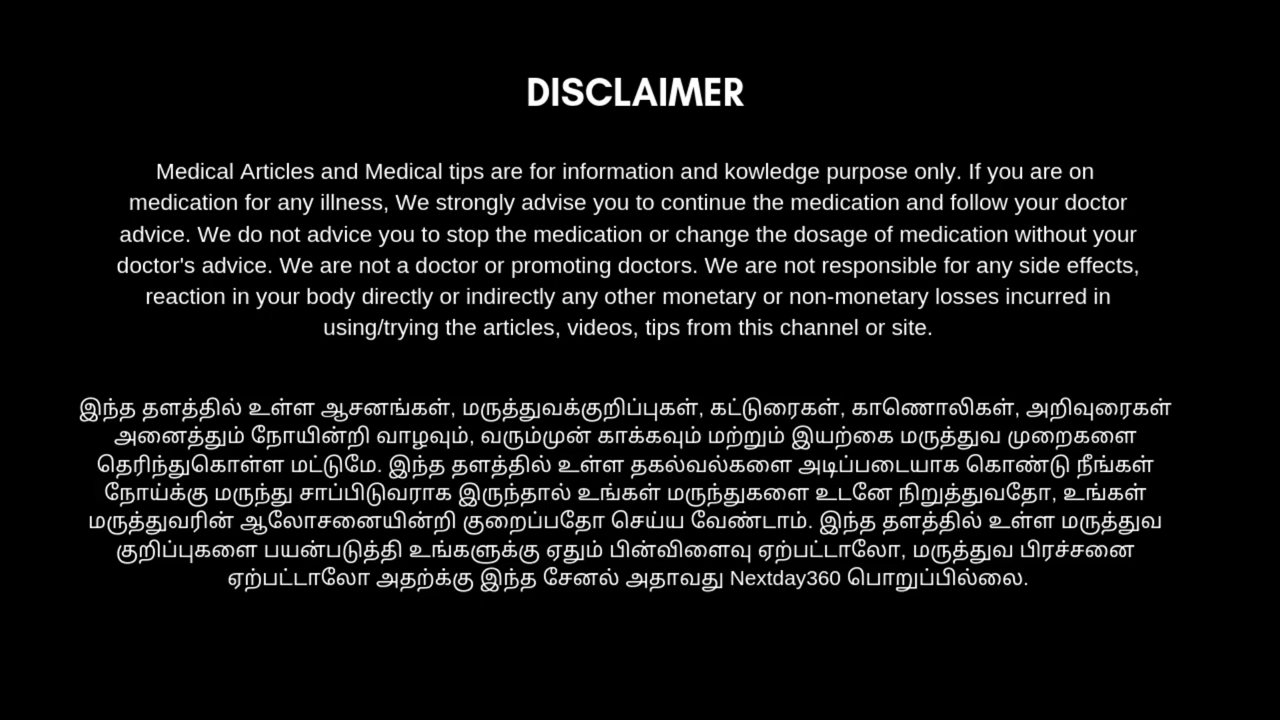 DISCLAIMER
Medical Articles and Medical tips are for information and kowledge purpose only. If you are on
medication for any illness, We strongly advise you to continue the medication and follow your doctor
advice. We do not advice you to stop the medication or change the dosage of medication without your
doctor's advice. We are not a doctor or promoting doctors. We are not responsible for any side effects,
reaction in your body directly or indirectly any other monetary or non-monetary losses incurred in
using/trying the articles, videos, tips from this channel or site.
இந்த தளத்தில் உள்ள ஆசனங்கள், மருத்துவக்குறிப்புகள், கட்டுரைகள், காணொலிகள், அறிவுரைகள்
அனைத்தும் நோயின்றி வாழவும், வரும்முன் காக்கவும் மற்றும் இயற்கை மருத்துவ முறைகளை
தெரிந்துகொள்ள மட்டுமே. இந்த தளத்தில் உள்ள தகல்வல்களை அடிப்படையாக கொண்டு நீங்கள்
நோய்க்கு மருந்து சாப்பிடுவராக இருந்தால் உங்கள் மருந்துகளை உடனே நிறுத்துவதோ, உங்கள்
மருத்துவரின் ஆலோசனையின்றி குறைப்பதோ செய்ய வேண்டாம். இந்த தளத்தில் உள்ள மருத்துவ
குறிப்புகளை பயன்படுத்தி உங்களுக்கு ஏதும் பின்விளைவு ஏற்பட்டாலோ, மருத்துவ பிரச்சனை
ஏற்பட்டாலோ அதற்க்கு இந்த சேனல் அதாவது Nextday360 பொறுப்பில்லை.